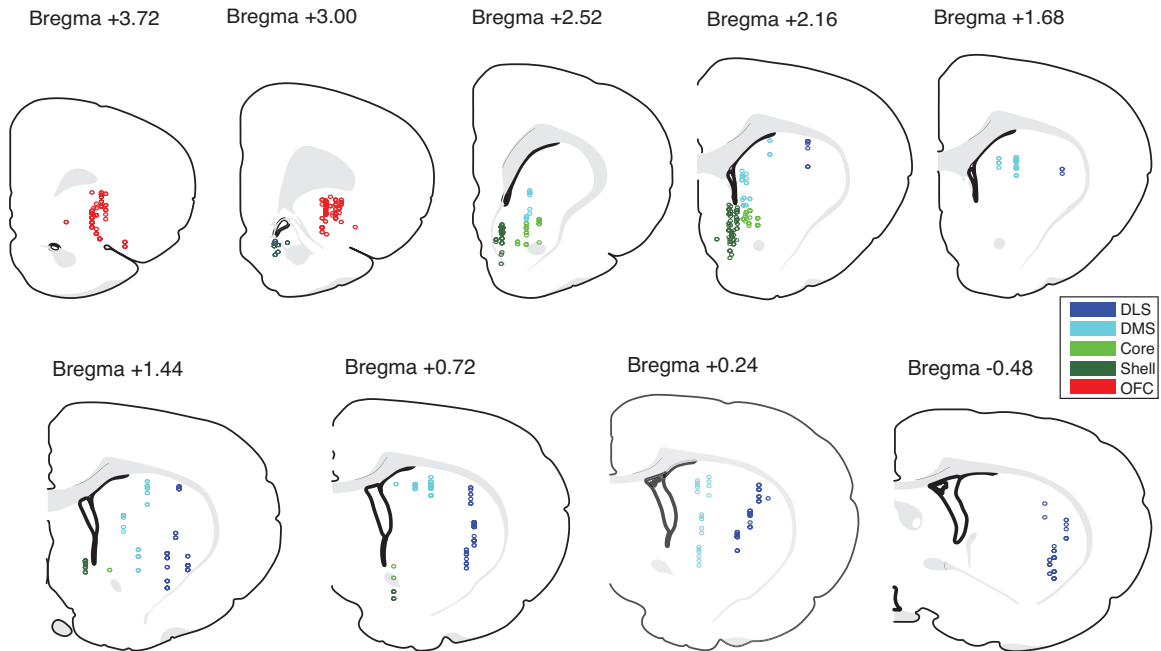 Bregma +3.72
Bregma +3.00
Bregma +2.52
Bregma +2.16
Bregma +1.68
DLS
DMS
Core
Shell
OFC
Bregma +1.44
Bregma +0.72
Bregma +0.24
Bregma -0.48